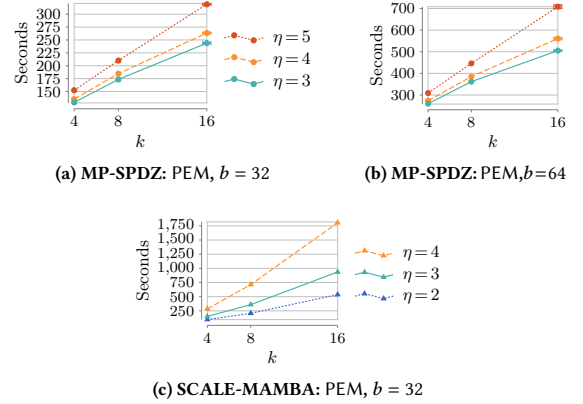 300
275
250
225
200
175
150
Seconds
4
8
16
k
η = 5
η = 4
η = 3
700
600
500
400
300
Seconds
4
8
16
k
(a) MP-SPDZ: PEM, b = 32
(b) MP-SPDZ: PEM,b=64
1,750
1,500
1,250
1,000
750
500
250
Seconds
4
8
16
k
η = 4
η = 3
η = 2
(c) SCALE-MAMBA: PEM, b = 32